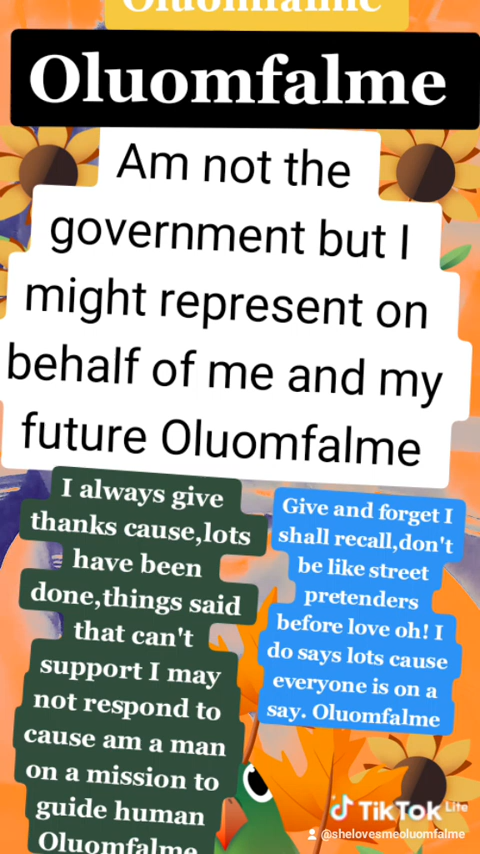 Oluomfalme
Oluomfalme
Am not the
government but I
might represent on
behalf of me and my
future Oluomfalme
I always give
thanks cause,lots
have been
done,things said
that can't
support I may
not respond to
cause am a man
on a mission to
guide human
Oluomfalme
Give and forget I
shall recall,don't
be like street
pretenders
before love oh! I
do says lots cause
everyone is on a
say. Oluomfalme
TikTok Lite
@shelovesmeoluomfalme